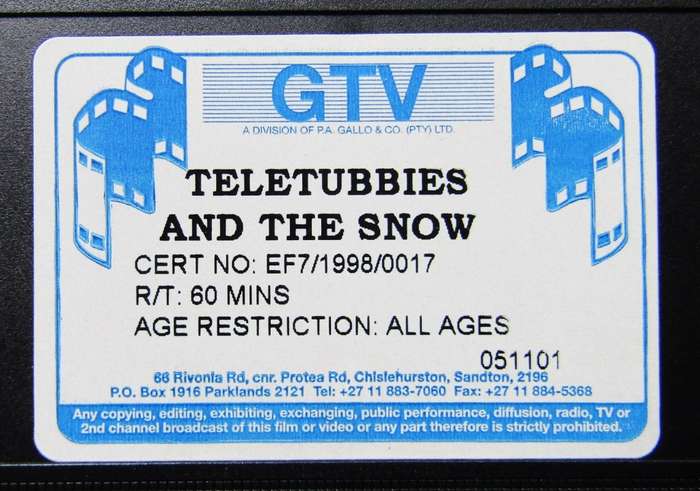 GTV
A DIVISION OF P.A. GALLO & CO. (PTY) LTD.
TELETUBBIES
AND THE SNOW
CERT NO: EF7/1998/0017
R/T: 60 MINS
AGE RESTRICTION: ALL AGES
051101
66 Rivonia Rd, cnr. Protea Rd, Chislehurston, Sandton, 2196
P.O. Box 1916 Parklands 2121 Tel: +27 11 883-7060 Fax: +27 11 884-5368
Any copying, editing, exhibiting, exchanging, public performance, diffusion, radio, TV or
2nd channel broadcast of this film or video or any part therefore is strictly prohibited.